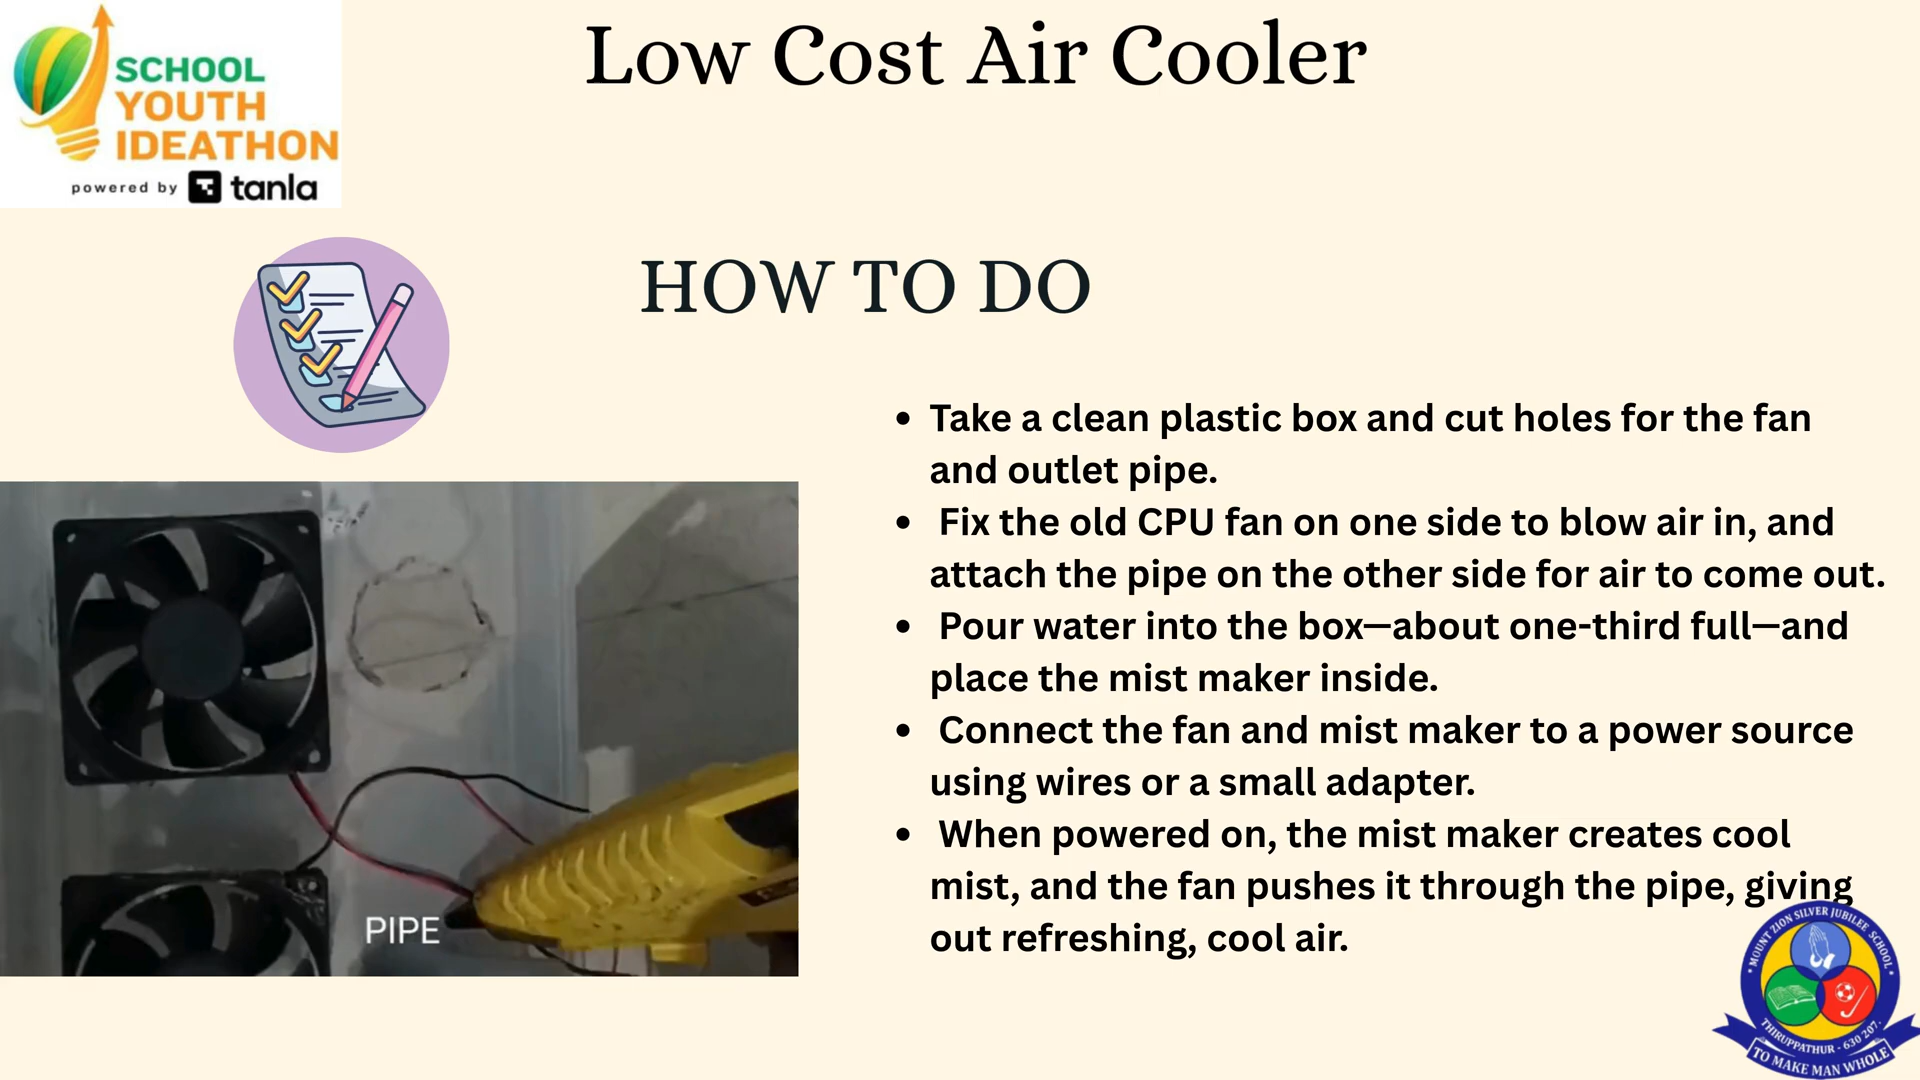 SCHOOL
YOUTH
IDEATHON
powered by tanla
Low Cost Air Cooler
HOW TO DO
• Take a clean plastic box and cut holes for the fan
and outlet pipe.
• Fix the old CPU fan on one side to blow air in, and
attach the pipe on the other side for air to come out.
• Pour water into the box—about one-third full—and
place the mist maker inside.
• Connect the fan and mist maker to a power source
using wires or a small adapter.
• When powered on, the mist maker creates cool
mist, and the fan pushes it through the pipe, giving
out refreshing, cool air.
PIPE
• MOUNT ZION SILVER JUBILEE SCHOOL •
THIRUPPATHUR - 630 207.
TO MAKE MAN WHOLE